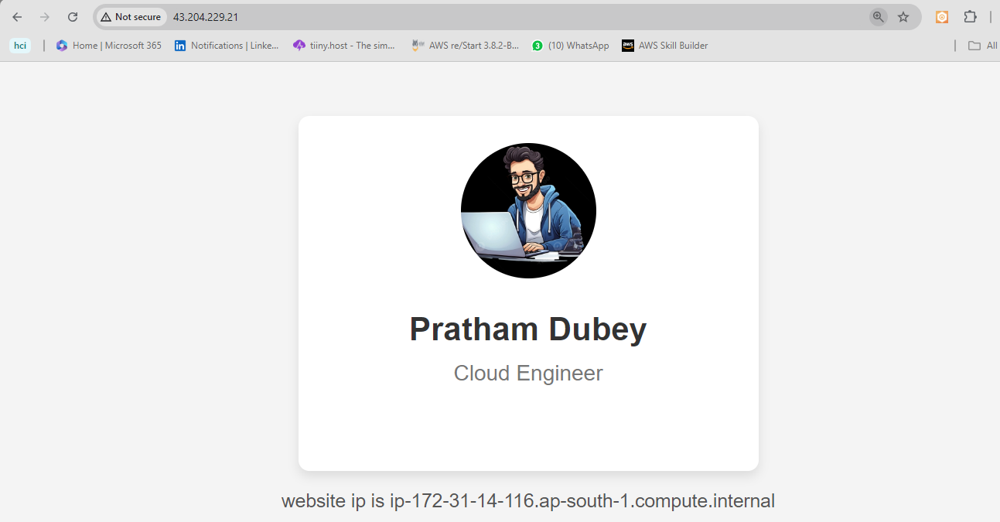 Not secure 43.204.229.21
hci Home | Microsoft 365 Notifications | Linke... tiiny.host - The sim... AWS re/Start 3.8.2-B... 3 (10) WhatsApp aws AWS Skill Builder All
Pratham Dubey
Cloud Engineer
website ip is ip-172-31-14-116.ap-south-1.compute.internal